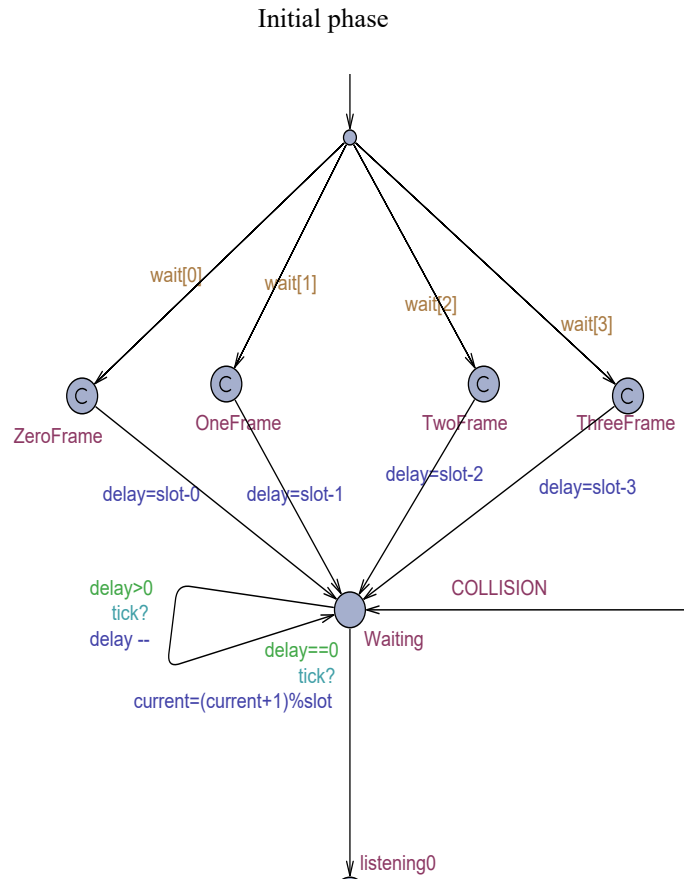 Initial phase
wait[0]
wait[1]
wait[2]
wait[3]
C
C
C
C
ZeroFrame
OneFrame
TwoFrame
ThreeFrame
delay=slot-0
delay=slot-1
delay=slot-2
delay=slot-3
delay>0
tick?
delay --
COLLISION
Waiting
delay==0
tick?
current=(current+1)%slot
listening0